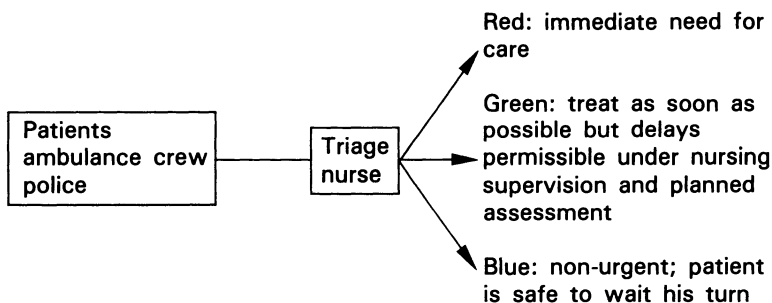 Patients
ambulance crew
police
Triage
nurse
Red: immediate need for
care
Green: treat as soon as
possible but delays
permissible under nursing
supervision and planned
assessment
Blue: non-urgent; patient
is safe to wait his turn